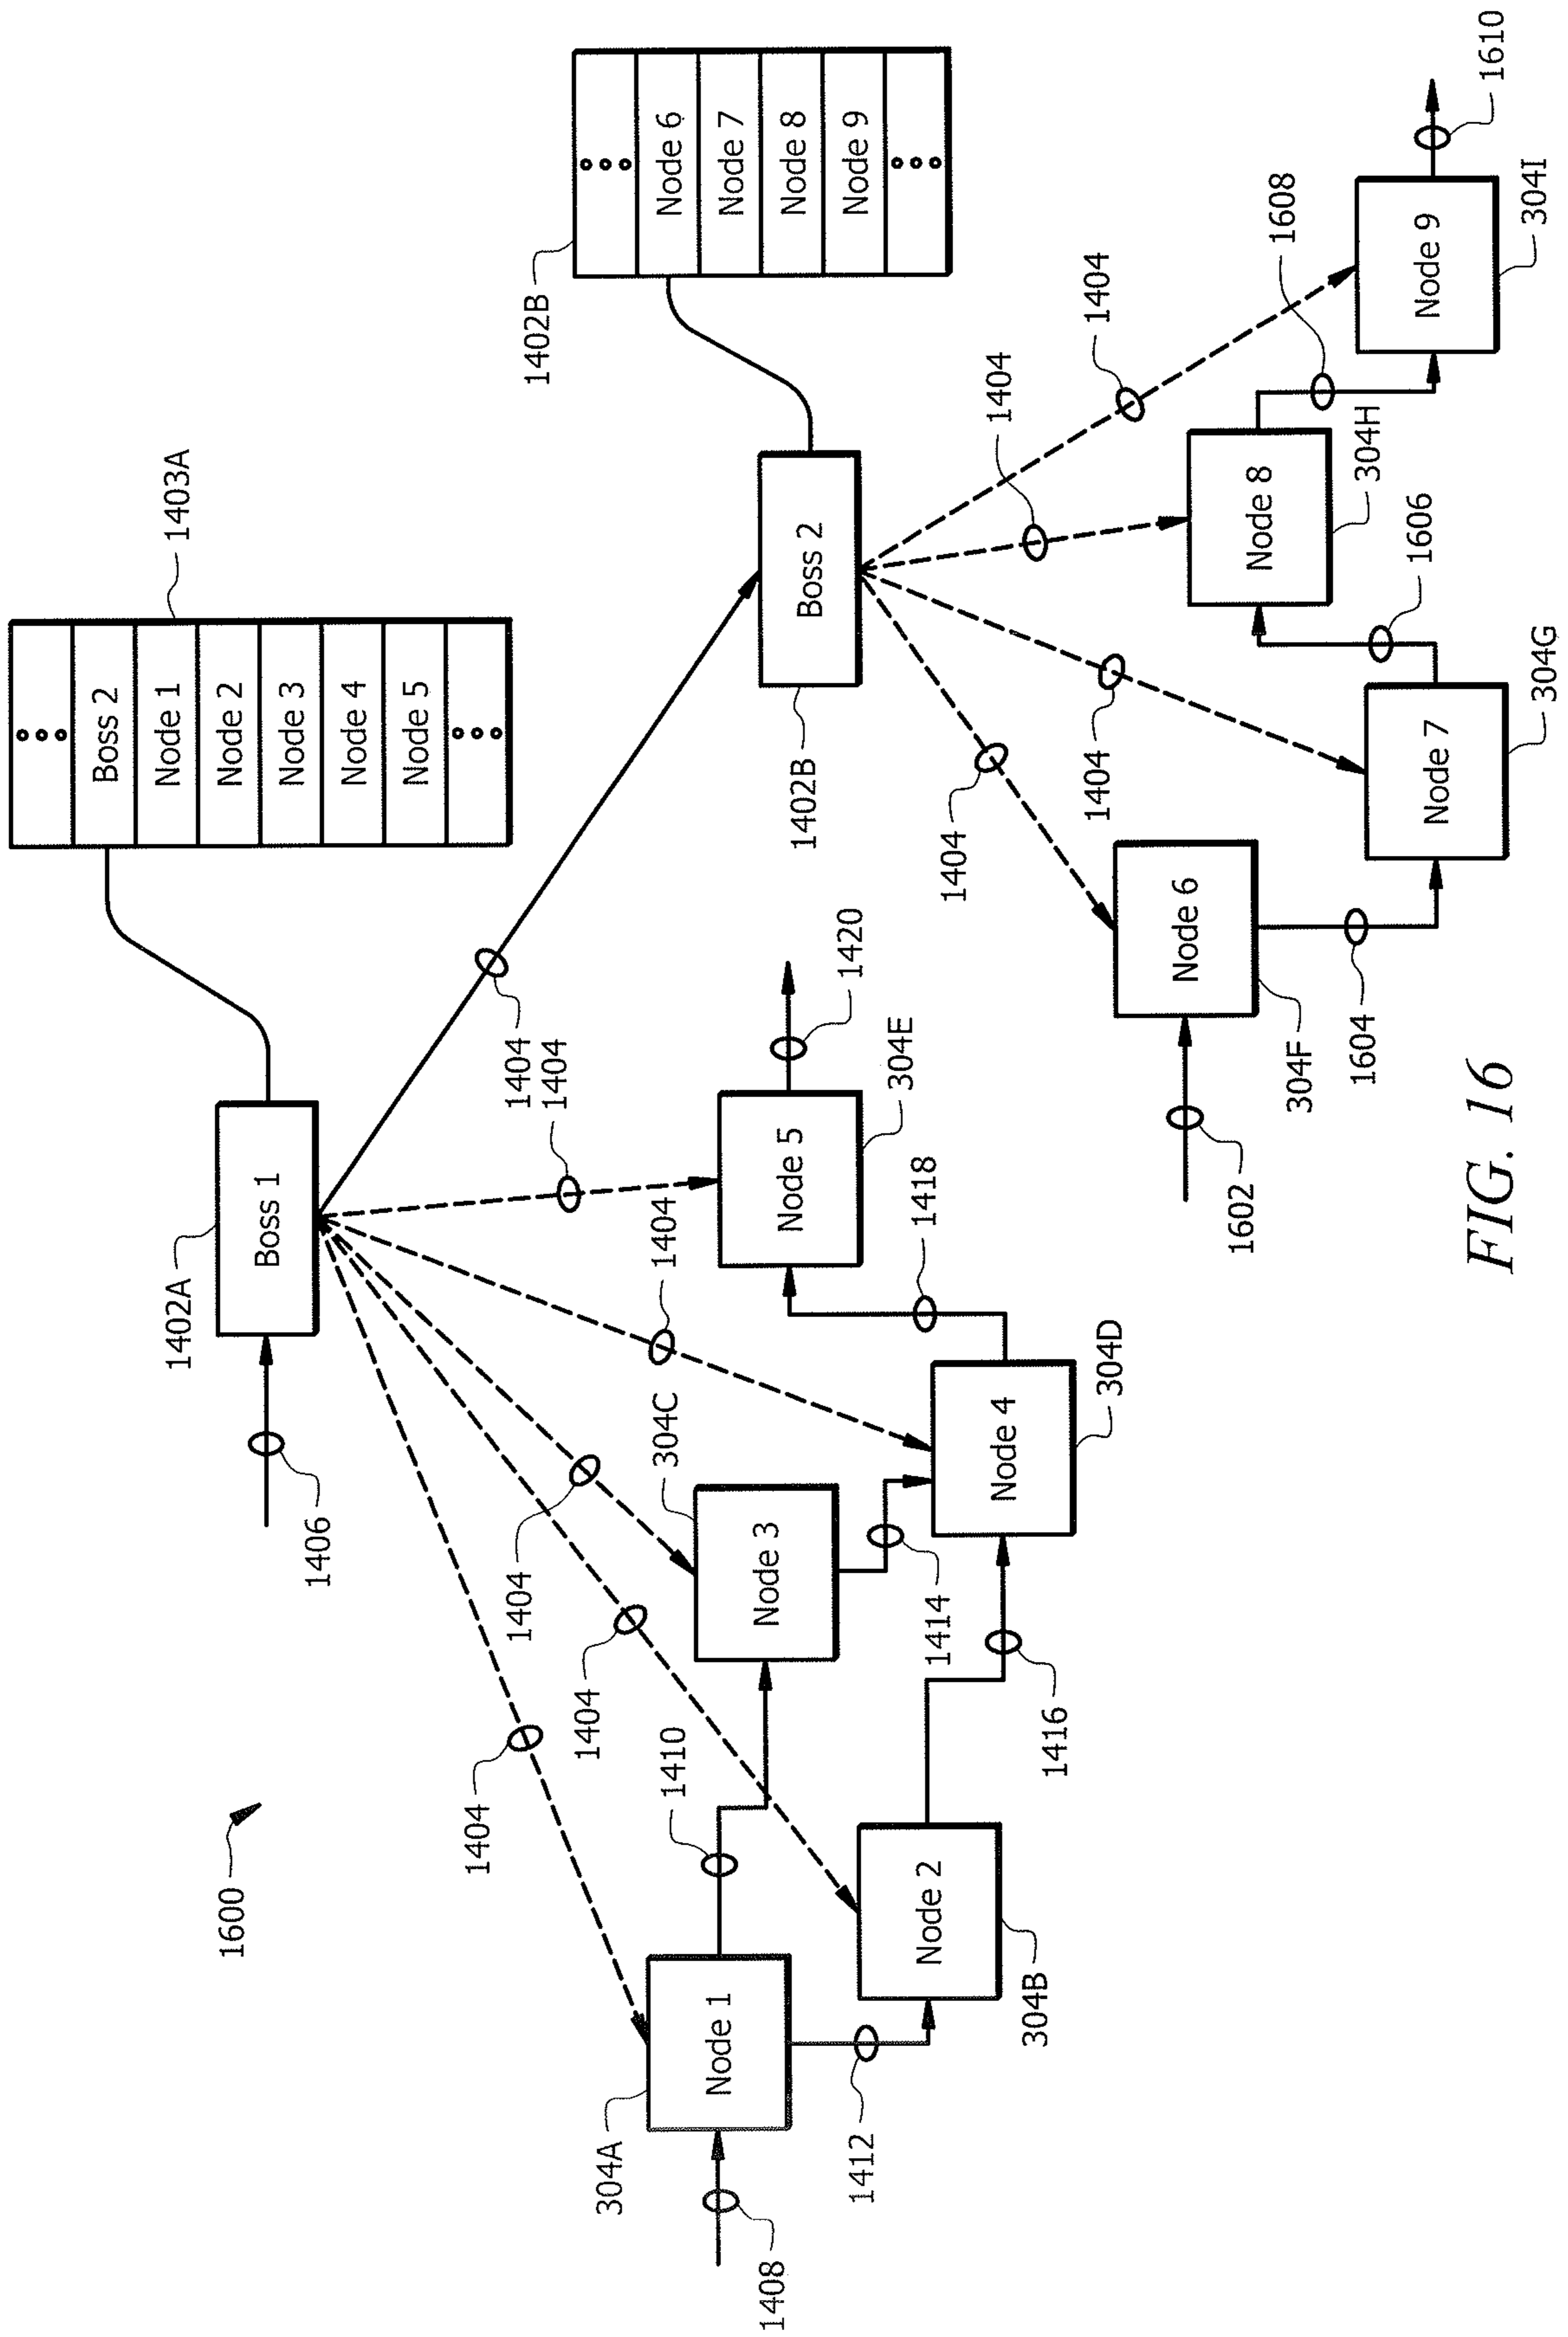 1600
1406
1402A
Boss 1
Boss 2
Node 1
Node 2
Node 3
Node 4
Node 5
1403A
1404
1404
1404
1404
1404
1404
1408
304A
Node 1
1410
1412
Node 2
304B
1416
304C
Node 3
1414
Node 4
304D
1418
Node 5
304E
1420
1402B
Boss 2
1402B
Node 6
Node 7
Node 8
Node 9
1404
1404
1404
1404
1602
Node 6
304F
1604
Node 7
304G
1606
Node 8
304H
1608
Node 9
304I
1610
FIG. 16